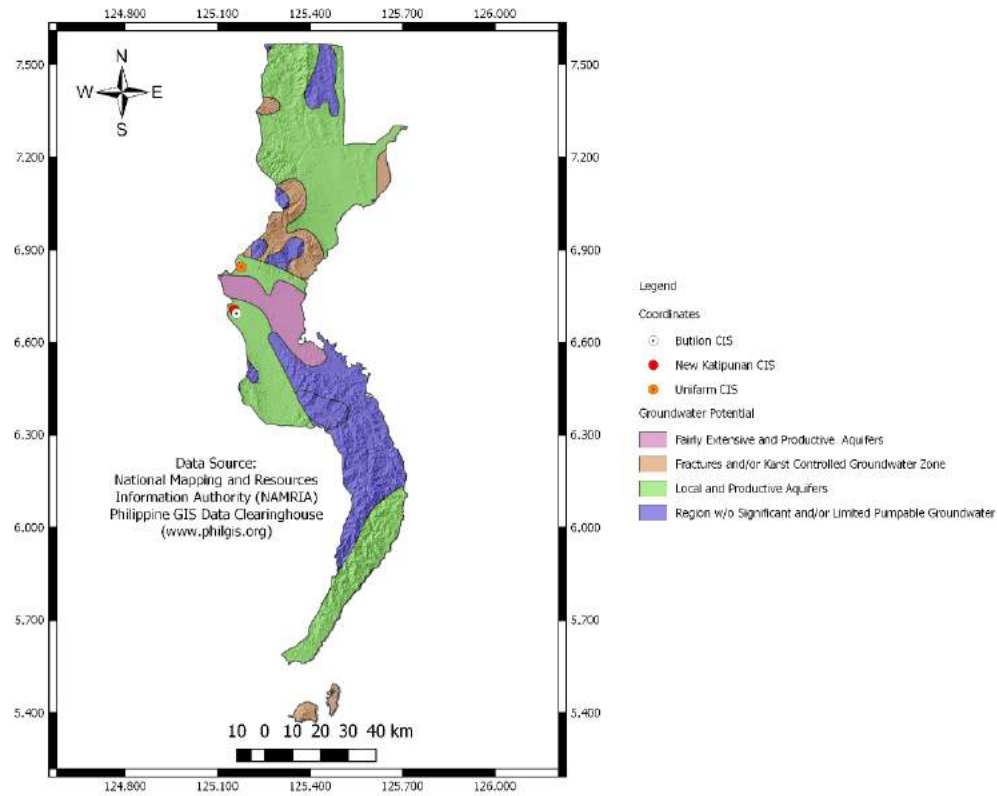 124.800 125.100 125.400 125.700 126.000
N
W E
S
7.500 7.500
7.200 7.200
6.900 6.900
6.600 6.600
6.300 6.300
6.000 6.000
5.700 5.700
5.400 5.400
Data Source:
National Mapping and Resources
Information Authority (NAMRIA)
Philippine GIS Data Clearinghouse
(www.philgis.org)
10 0 10 20 30 40 km
124.800 125.100 125.400 125.700 126.000
Legend
Coordinates
Butilon CIS
New Katipunan CIS
Unifarm CIS
Groundwater Potential
Fairly Extensive and Productive Aquifers
Fractures and/or Karst Controlled Groundwater Zone
Local and Productive Aquifers
Region w/o Significant and/or Limited Pumpable Groundwater